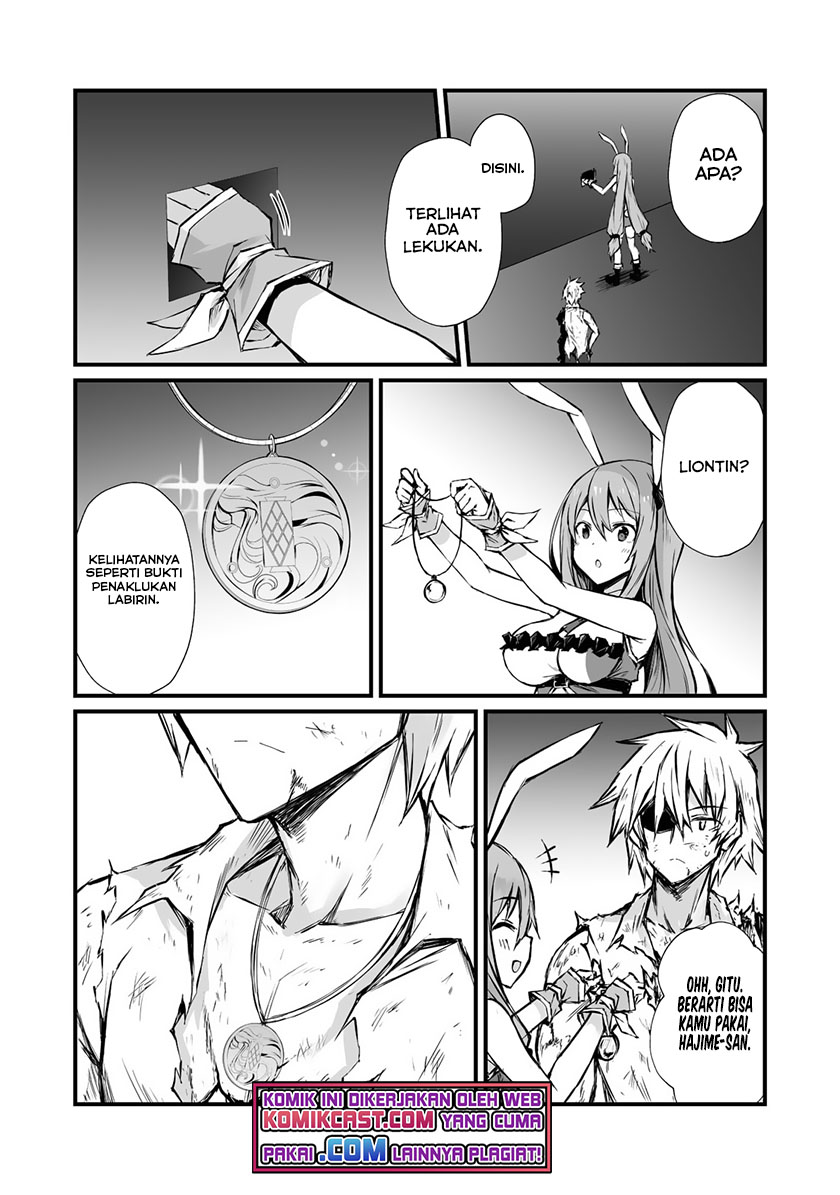 ADA
APA?
DISINI.
TERLIHAT
ADA
LEKUKAN.
LIONTIN?
KELIHATANNYA
SEPERTI BUKTI
PENAKLUKAN
LABIRIN.
OHH, GITU.
BERARTI BISA
KAMU PAKAI,
HAJIME-SAN.
KOMIK INI DIKERJAKAN OLEH WEB
KOMIKCAST.COM YANG CUMA
PAKAI .COM LAINNYA PLAGIAT!